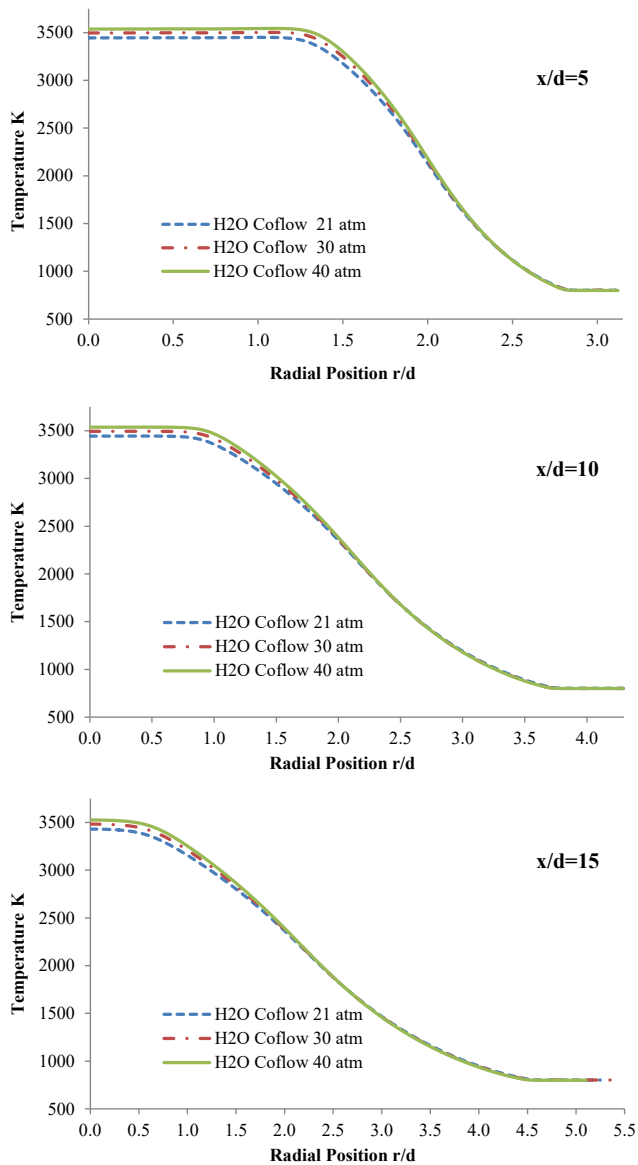 3500
3000
2500
2000
1500
1000
500
Temperature K
x/d=5
H2O Coflow 21 atm
H2O Coflow 30 atm
H2O Coflow 40 atm
0.0 0.5 1.0 1.5 2.0 2.5 3.0
Radial Position r/d
3500
3000
2500
2000
1500
1000
500
Temperature K
x/d=10
H2O Coflow 21 atm
H2O Coflow 30 atm
H2O Coflow 40 atm
0.0 0.5 1.0 1.5 2.0 2.5 3.0 3.5 4.0
Radial Position r/d
3500
3000
2500
2000
1500
1000
500
Temperature K
x/d=15
H2O Coflow 21 atm
H2O Coflow 30 atm
H2O Coflow 40 atm
0.0 0.5 1.0 1.5 2.0 2.5 3.0 3.5 4.0 4.5 5.0 5.5
Radial Position r/d